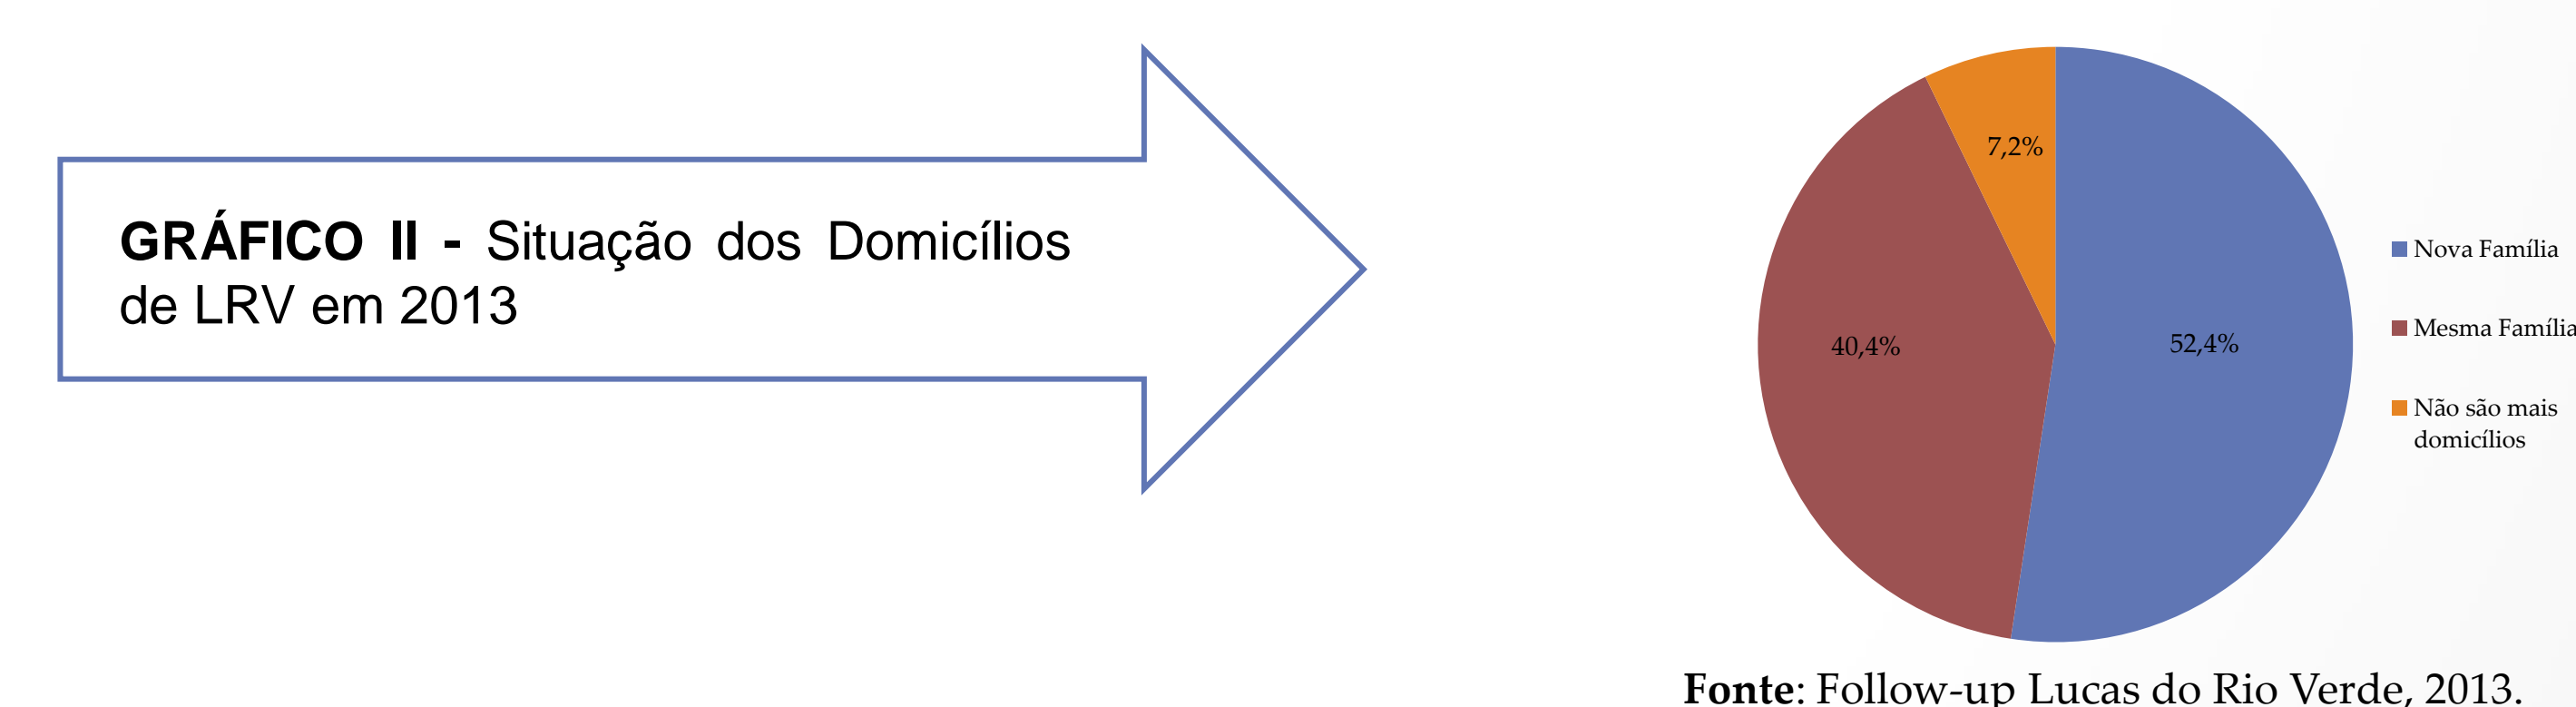 GRÁFICO II - Situação dos Domicílios
de LRV em 2013
7,2%
40,4%
52,4%
Nova Família
Mesma Família
Não são mais
domicílios
Fonte: Follow-up Lucas do Rio Verde, 2013.